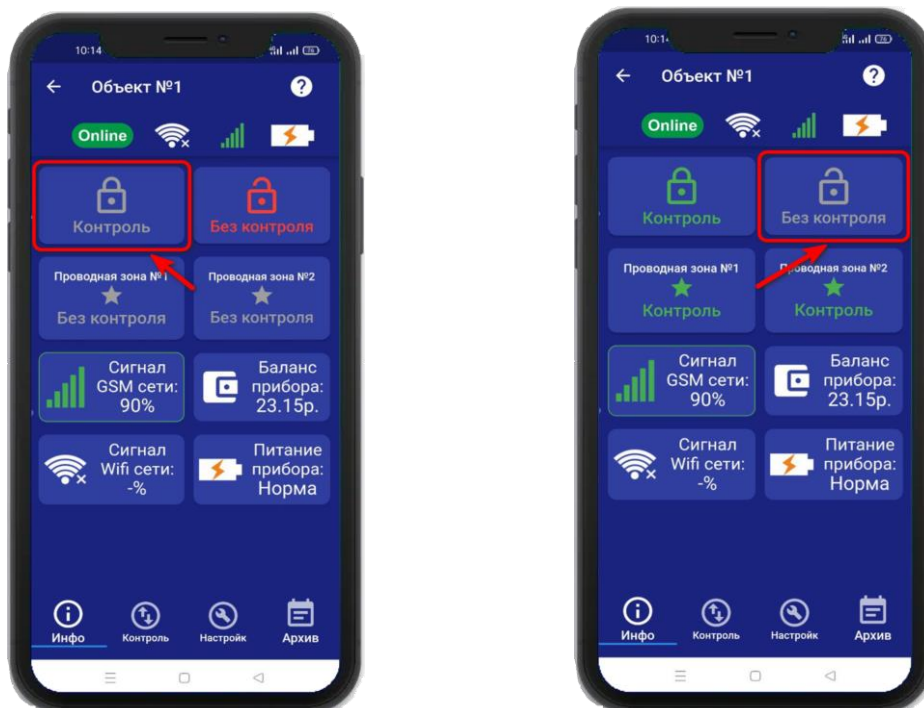 10:14
76
Объект №1
?
Online
Контроль
Без контроля
Проводная зона №1
Проводная зона №2
Без контроля
Без контроля
Сигнал
GSM сети:
90%
Баланс
прибора:
23.15р.
Сигнал
Wifi сети:
-%
Питание
прибора:
Норма
Инфо
Контроль
Настройк
Архив
76
Объект №1
?
Online
Контроль
Без контроля
Проводная зона №1
Проводная зона №2
Контроль
Контроль
Сигнал
GSM сети:
90%
Баланс
прибора:
23.15р.
Сигнал
Wifi сети:
-%
Питание
прибора:
Норма
Инфо
Контроль
Настройк
Архив